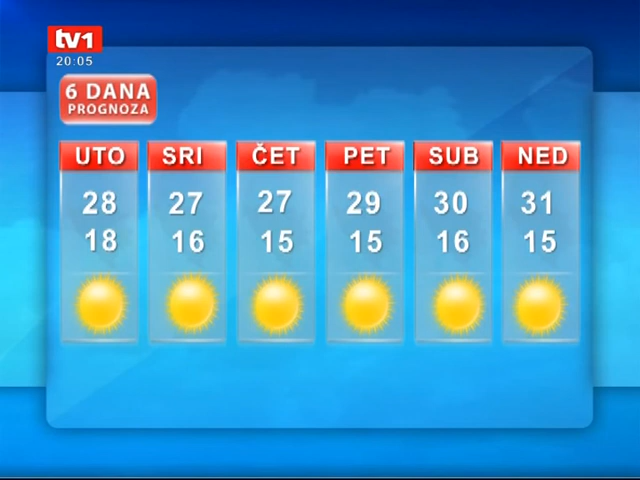 tv1
20:05
6 DANA
PROGNOZA
UTO SRI ČET PET SUB NED
28 27 27 29 30 31
18 16 15 15 16 15